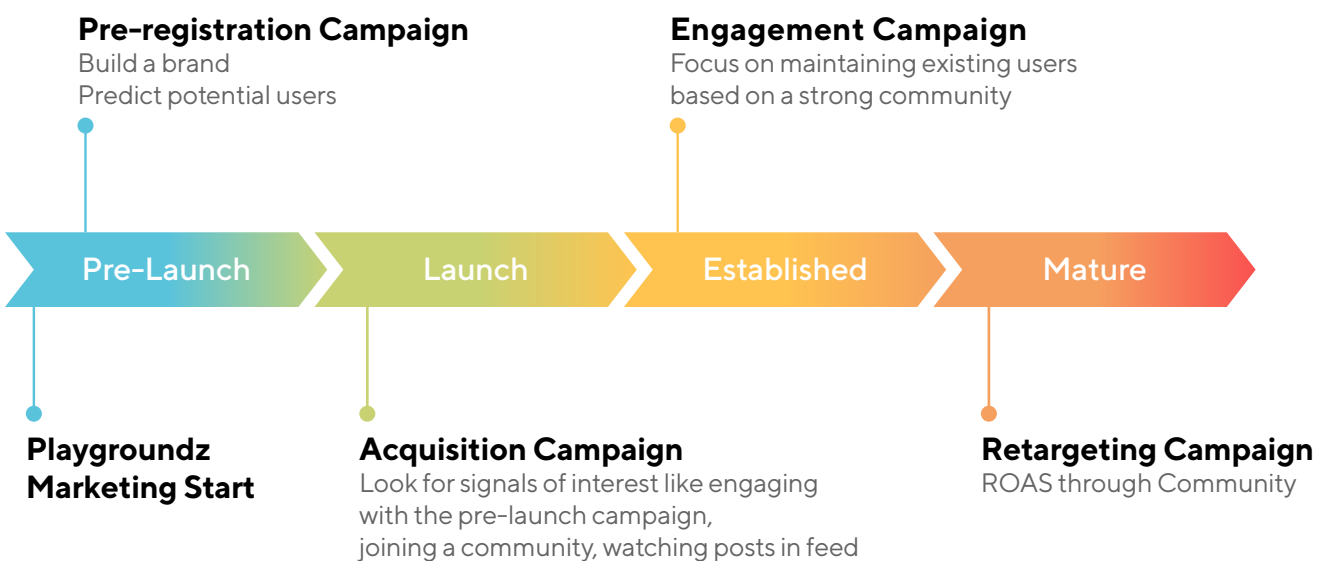 Pre-registration Campaign
Build a brand
Predict potential users
Engagement Campaign
Focus on maintaining existing users
based on a strong community
Pre-Launch
Launch
Established
Mature
Playgroundz
Marketing Start
Acquisition Campaign
Look for signals of interest like engaging
with the pre-launch campaign,
joining a community, watching posts in feed
Retargeting Campaign
ROAS through Community